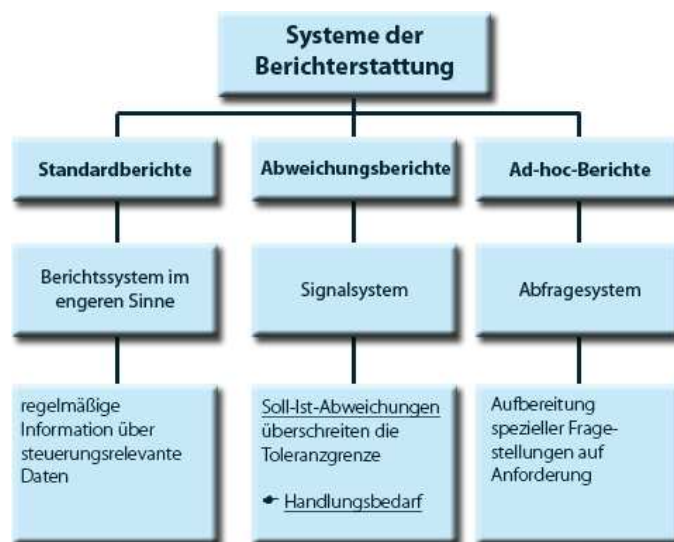 Systeme der
Berichterstattung
Standardberichte
Abweichungsberichte
Ad-hoc-Berichte
Berichtssystem im
engeren Sinne
Signalsystem
Abfragesystem
regelmäßige
Information über
steuerungsrelevante
Daten
Soll-Ist-Abweichungen
überschreiten die
Toleranzgrenze
☛ Handlungsbedarf
Aufbereitung
spezieller Frage-
stellungen auf
Anforderung